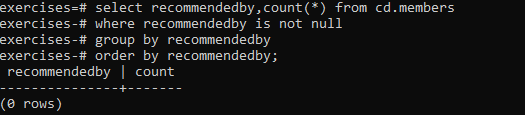 exercises=# select recommendedby,count(*) from cd.members
exercises-# where recommendedby is not null
exercises-# group by recommendedby
exercises-# order by recommendedby;
 recommendedby | count
---------------+-------
(0 rows)